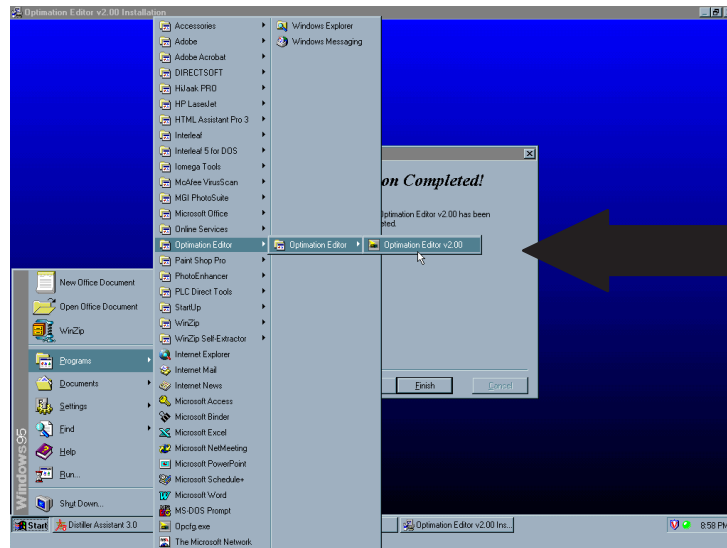 Optimation Editor v2.00 Installation
Accessories
Adobe
Adobe Acrobat
DIRECTSOFT
HiJaak PRO
HP LaserJet
HTML Assistant Pro 3
Interleaf
Interleaf 5 for DOS
Iomega Tools
McAfee VirusScan
MGI PhotoSuite
Microsoft Office
Online Services
Optimation Editor
Paint Shop Pro
PhotoEnhancer
PLC Direct Tools
StartUp
WinZip
WinZip Self-Extractor
Internet Explorer
Internet Mail
Internet News
Microsoft Access
Microsoft Binder
Microsoft Excel
Microsoft NetMeeting
Microsoft PowerPoint
Microsoft Schedule+
Microsoft Word
MS-DOS Prompt
Opcfg.exe
The Microsoft Network
Windows Explorer
Windows Messaging
Optimation Editor
Optimation Editor v2.00
on Completed!
Optimation Editor v2.00 has been
eted.
Finish
Cancel
New Office Document
Open Office Document
WinZip
Programs
Documents
Settings
Find
Help
Run...
Shut Down...
Windows95
Start
Distiller Assistant 3.0
Optimation Editor v2.00 Ins...
8:58 PM